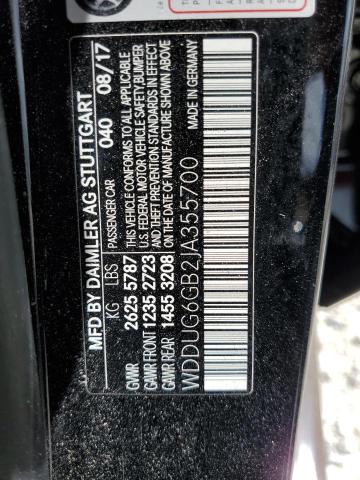 MFD BY DAIMLER AG STUTTGART
PASSENGER CAR 040 08/17
KG LBS
GWR 2625 5787
GAWR FRONT 1235 2723
GAWR REAR 1455 3208
THIS VEHICLE CONFORMS TO ALL APPLICABLE
U.S. FEDERAL MOTOR VEHICLE SAFETY, BUMPER
AND THEFT PREVENTION STANDARDS IN EFFECT
ON THE DATE OF MANUFACTURE SHOWN ABOVE
WDDUG6GB2JA355700
MADE IN GERMANY